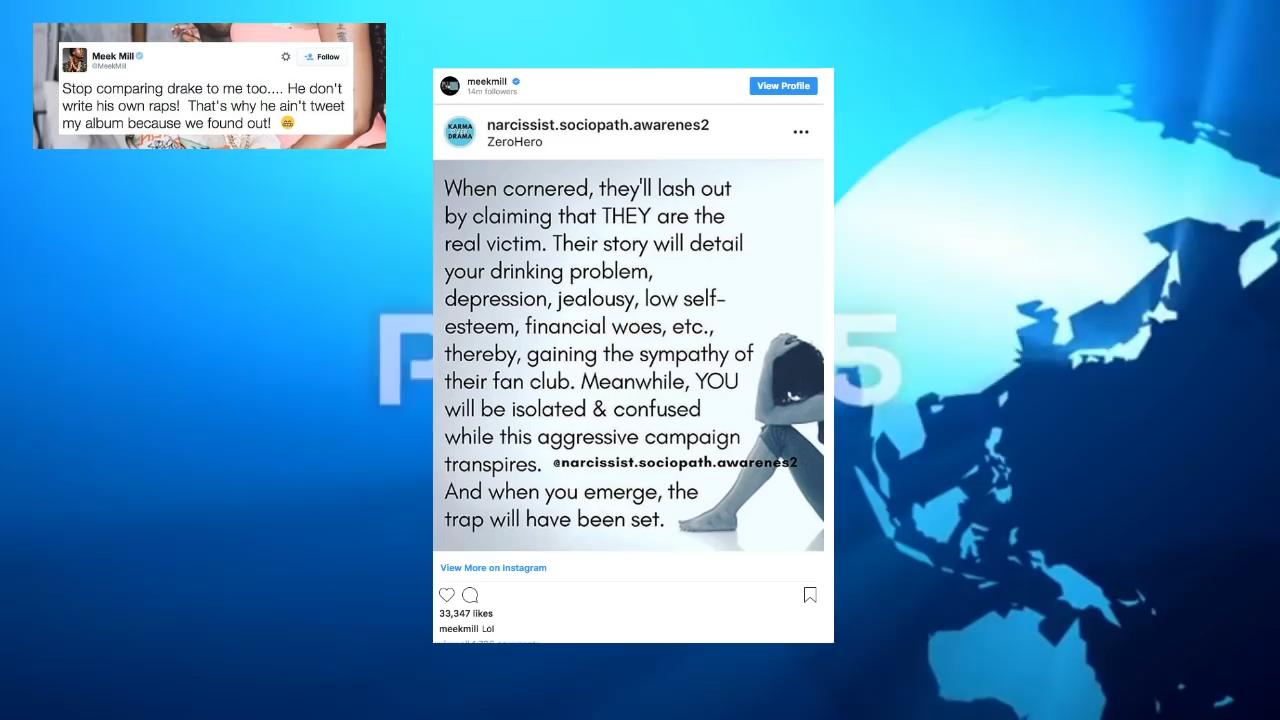 Meek Mill
@MeekMill
Follow
Stop comparing drake to me too.... He don't
write his own raps! That's why he ain't tweet
my album because we found out! 😁
meekmill
14m followers
View Profile
KARMA
OVER
DRAMA
narcissist.sociopath.awarenes2
ZeroHero
When cornered, they'll lash out
by claiming that THEY are the
real victim. Their story will detail
your drinking problem,
depression, jealousy, low self-
esteem, financial woes, etc.,
thereby, gaining the sympathy of
their fan club. Meanwhile, YOU
will be isolated & confused
while this aggressive campaign
transpires. @narcissist.sociopath.awarenes2
And when you emerge, the
trap will have been set.
P
5
View More on Instagram
33,347 likes
meekmill Lol